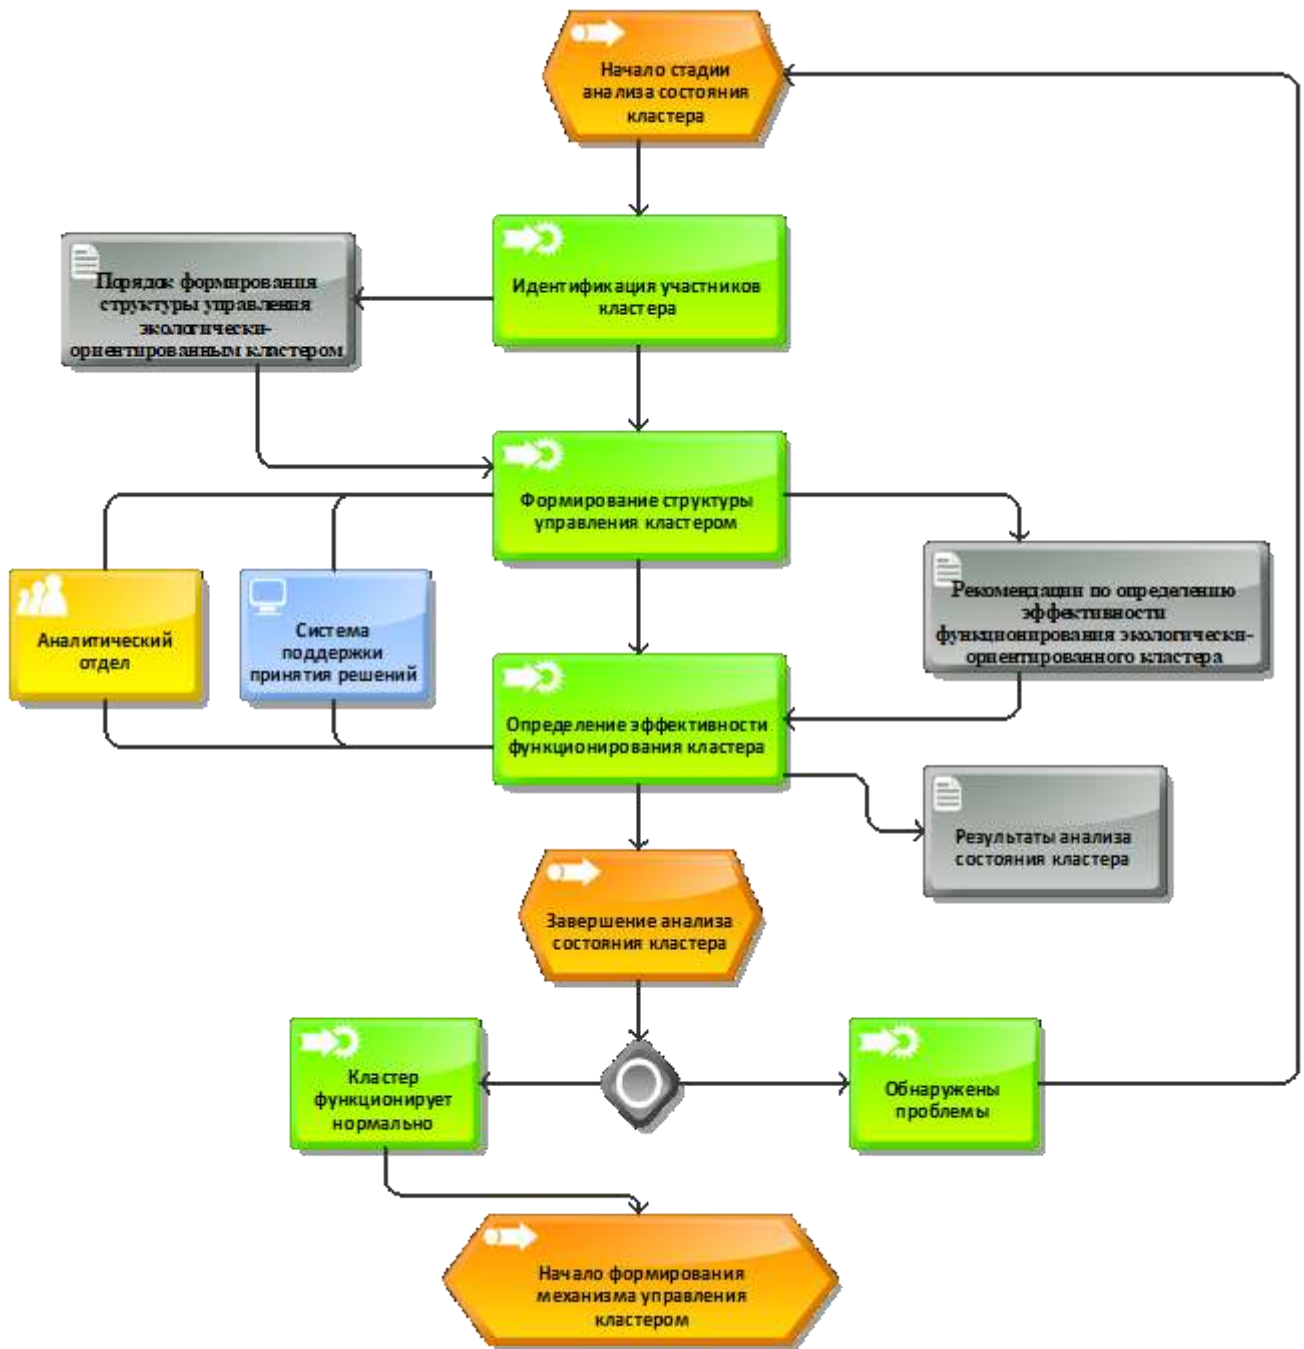 Начало стадии
анализа состояния
кластера
Идентификация участников
кластера
Порядок формирования
структуры управления
экологически-
ориентированным кластером
Формирование структуры
управления кластером
Аналитический
отдел
Система
поддержки
принятия решений
Рекомендации по определению
эффективности
функционирования экологически-
ориентированного кластера
Определение эффективности
функционирования кластера
Результаты анализа
состояния кластера
Завершение анализа
состояния кластера
Кластер
функционирует
нормально
Обнаружены
проблемы
Начало формирования
механизма управления
кластером